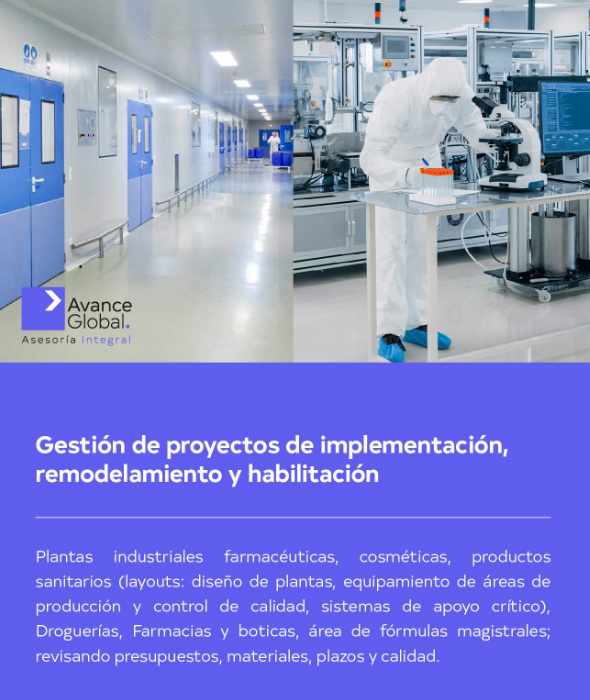 Avance
Global.
Asesoría Integral
Gestión de proyectos de implementación,
remodelamiento y habilitación
Plantas industriales farmacéuticas, cosméticas, productos
sanitarios (layouts: diseño de plantas, equipamiento de áreas de
producción y control de calidad, sistemas de apoyo crítico),
Droguerías, Farmacias y boticas, área de fórmulas magistrales;
revisando presupuestos, materiales, plazos y calidad.